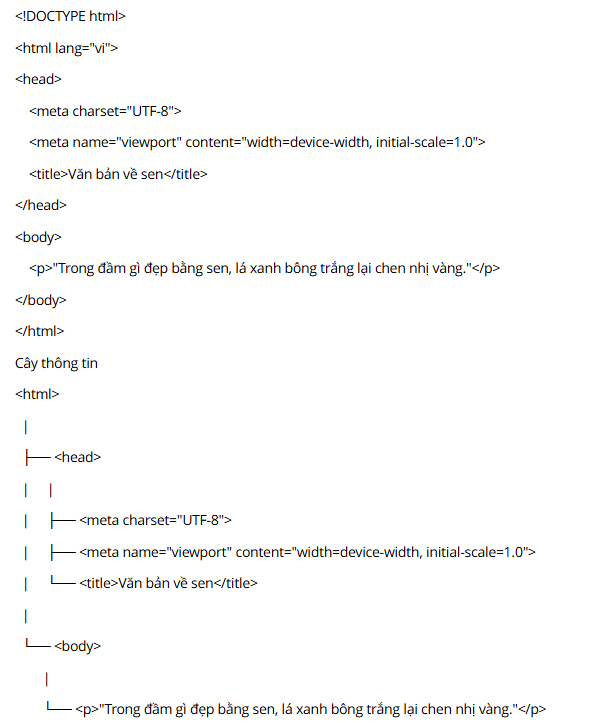 <!DOCTYPE html>
<html lang="vi">
<head>
    <meta charset="UTF-8">
    <meta name="viewport" content="width=device-width, initial-scale=1.0">
    <title>Văn bản về sen</title>
</head>
<body>
    <p>"Trong đầm gì đẹp bằng sen, lá xanh bông trắng lại chen nhị vàng."</p>
</body>
</html>
Cây thông tin
<html>
  |
  ├── <head>
  |     |
  |     ├── <meta charset="UTF-8">
  |     ├── <meta name="viewport" content="width=device-width, initial-scale=1.0">
  |     └── <title>Văn bản về sen</title>
  |
  └── <body>
        |
        └── <p>"Trong đầm gì đẹp bằng sen, lá xanh bông trắng lại chen nhị vàng."</p>